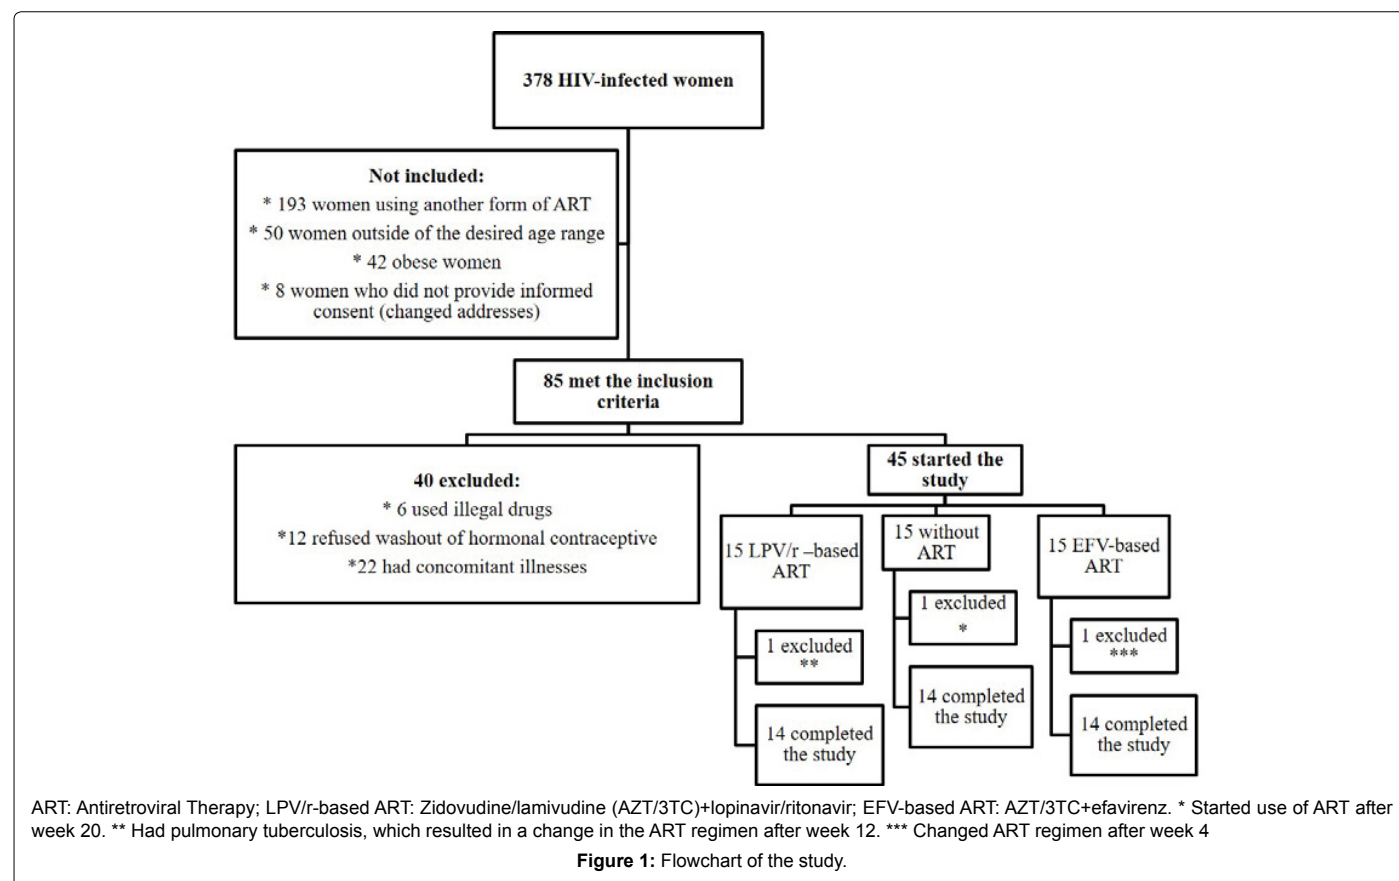 378 HIV-infected women
Not included:
* 193 women using another form of ART
* 50 women outside of the desired age range
* 42 obese women
* 8 women who did not provide informed
consent (changed addresses)
85 met the inclusion
criteria
40 excluded:
* 6 used illegal drugs
*12 refused washout of hormonal contraceptive
*22 had concomitant illnesses
45 started the
study
15 LPV/r –based
ART
1 excluded
**
14 completed
the study
15 without
ART
1 excluded
*
14 completed
the study
15 EFV-based
ART
1 excluded
***
14 completed
the study
ART: Antiretroviral Therapy; LPV/r-based ART: Zidovudine/lamivudine (AZT/3TC)+lopinavir/ritonavir; EFV-based ART: AZT/3TC+efavirenz. * Started use of ART after
week 20. ** Had pulmonary tuberculosis, which resulted in a change in the ART regimen after week 12. *** Changed ART regimen after week 4
Figure 1: Flowchart of the study.